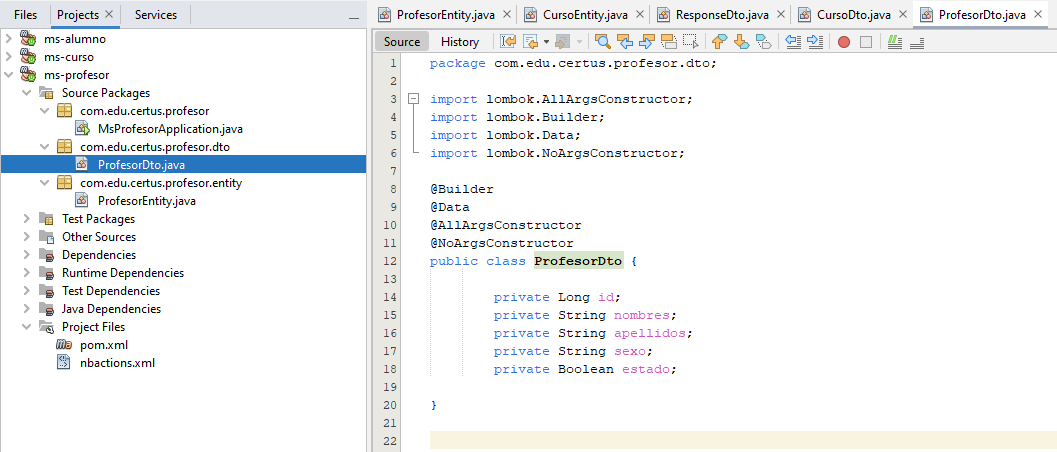 Files Projects Services
ms-alumno
ms-curso
ms-profesor
Source Packages
com.edu.certus.profesor
MsProfesorApplication.java
com.edu.certus.profesor.dto
ProfesorDto.java
com.edu.certus.profesor.entity
ProfesorEntity.java
Test Packages
Other Sources
Dependencies
Runtime Dependencies
Test Dependencies
Java Dependencies
Project Files
pom.xml
nbactions.xml
ProfesorEntity.java CursoEntity.java ResponseDto.java CursoDto.java ProfesorDto.java
Source History
1 package com.edu.certus.profesor.dto;
2
3 import lombok.AllArgsConstructor;
4 import lombok.Builder;
5 import lombok.Data;
6 import lombok.NoArgsConstructor;
7
8 @Builder
9 @Data
10 @AllArgsConstructor
11 @NoArgsConstructor
12 public class ProfesorDto {
13
14 private Long id;
15 private String nombres;
16 private String apellidos;
17 private String sexo;
18 private Boolean estado;
19
20 }
21
22